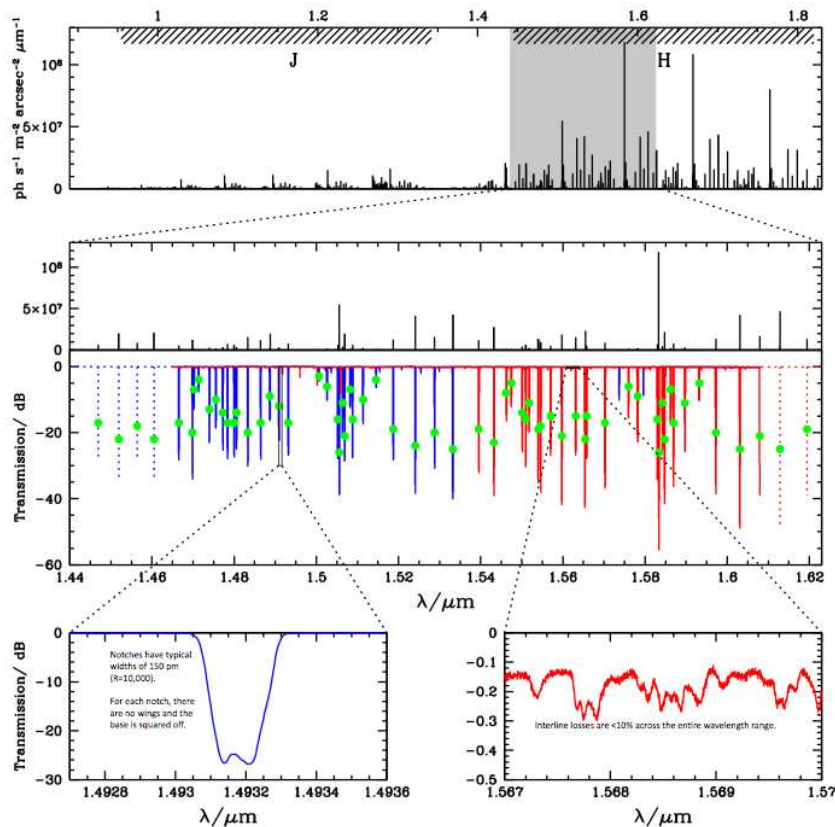 1 1.2 1.4 1.6 1.8
10⁸
5×10⁷
0
ph s⁻¹ m⁻² arcsec⁻² μm⁻¹
J H
10⁸
5×10⁷
0
0
−20
−40
−60
Transmission/ dB
1.44 1.46 1.48 1.5 1.52 1.54 1.56 1.58 1.6 1.62
λ/μm
0
−10
−20
−30
Transmission/ dB
Notches have typical
widths of 150 pm
(R=10,000).
For each notch, there
are no wings and the
base is squared off.
1.4928 1.493 1.4932 1.4934 1.4936
λ/μm
0
−0.1
−0.2
−0.3
−0.4
−0.5
Transmission/ dB
Interline losses are <10% across the entire wavelength range.
1.567 1.568 1.569 1.57
λ/μm